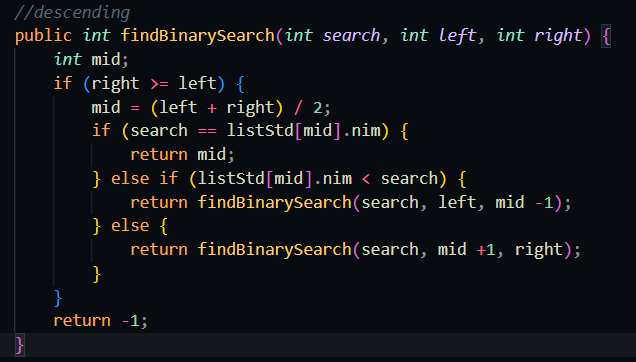 //descending
public int findBinarySearch(int search, int left, int right) {
    int mid;
    if (right >= left) {
        mid = (left + right) / 2;
        if (search == listStd[mid].nim) {
            return mid;
        } else if (listStd[mid].nim < search) {
            return findBinarySearch(search, left, mid -1);
        } else {
            return findBinarySearch(search, mid +1, right);
        }
    }
    return -1;
}